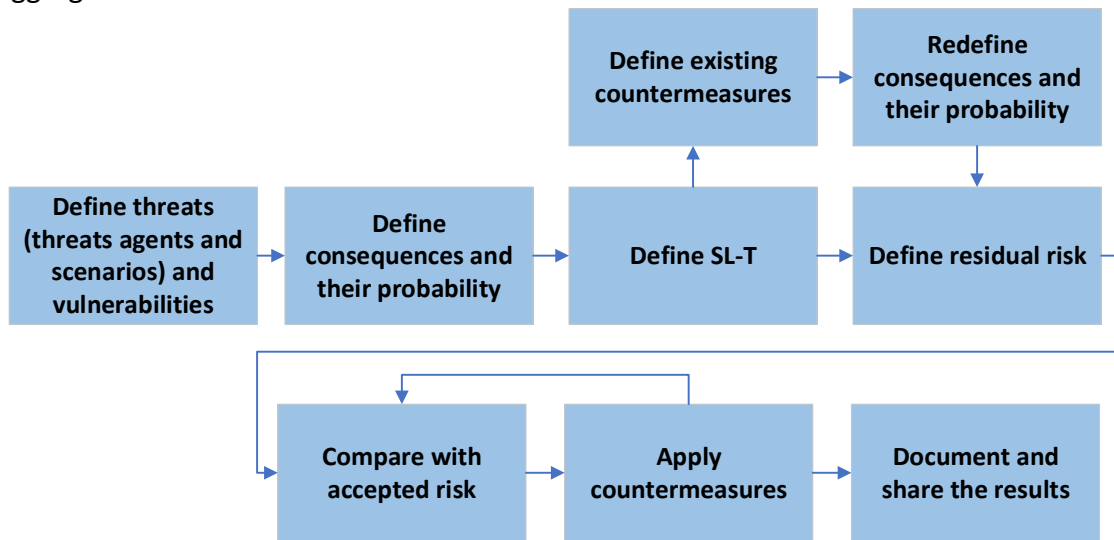 Define existing
countermeasures
Redefine
consequences and
their probability
Define threats
(threats agents and
scenarios) and
vulnerabilities
Define
consequences and
their probability
Define SL-T
Define residual risk
Compare with
accepted risk
Apply
countermeasures
Document and
share the results